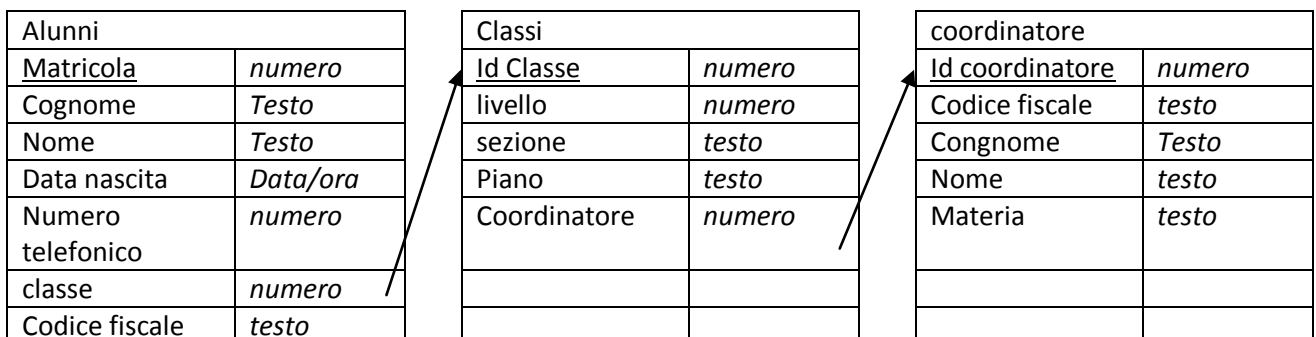 Alunni
Matricola numero
Cognome Testo
Nome Testo
Data nascita Data/ora
Numero telefonico numero
classe numero
Codice fiscale testo
Classi
Id Classe numero
livello numero
sezione testo
Piano testo
Coordinatore numero
coordinatore
Id coordinatore numero
Codice fiscale testo
Congnome Testo
Nome testo
Materia testo